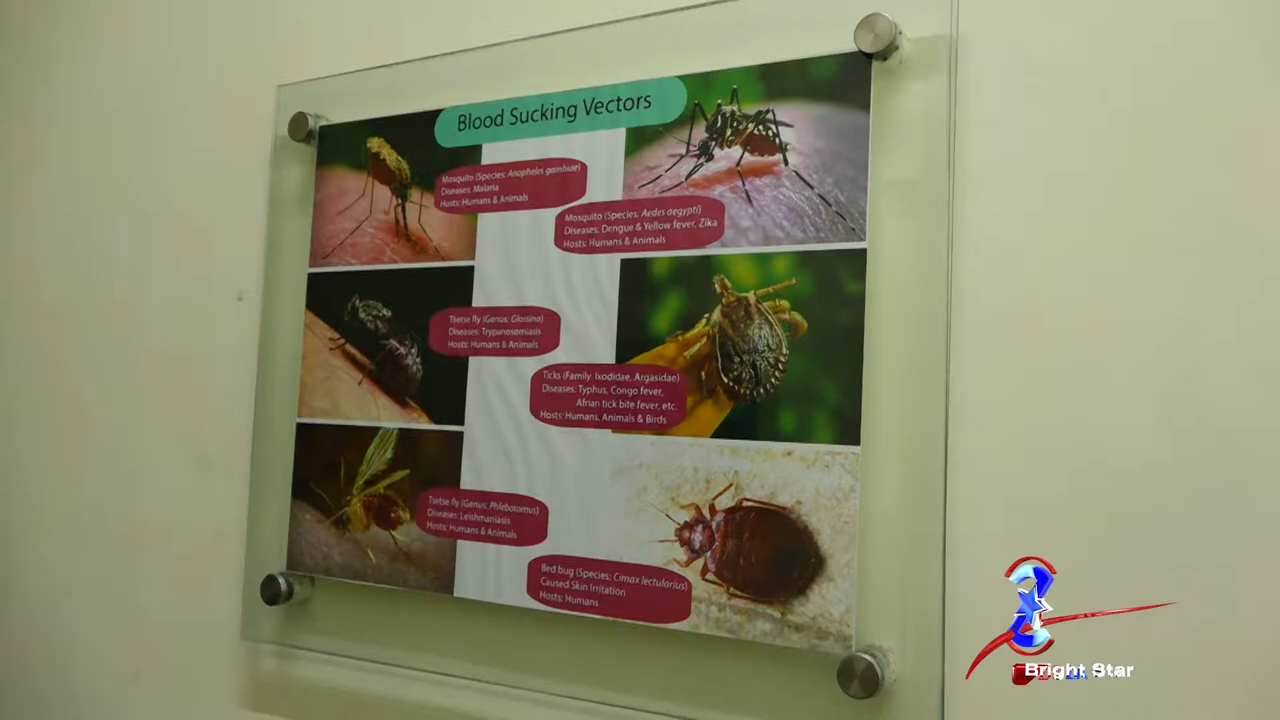 Blood Sucking Vectors
Mosquito (Species: Anopheles gambiae)
Diseases: Malaria
Hosts: Humans & Animals
Mosquito (Species: Aedes aegypti)
Diseases: Dengue & Yellow fever, Zika
Hosts: Humans & Animals
Tsetse fly (Genus: Glossina)
Diseases: Trypanosomiasis
Hosts: Humans & Animals
Ticks (Family: Ixodidae, Argasidae)
Diseases: Typhus, Congo fever,
Afrian tick bite fever, etc.
Hosts: Humans, Animals & Birds
Tsetse fly (Genus: Phlebotomus)
Diseases: Leishmaniasis
Hosts: Humans & Animals
Bed bug (Species: Cimax lectularius)
Caused Skin Irritation
Hosts: Humans
Bright Star